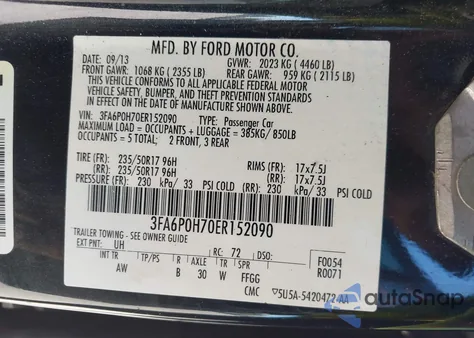 MFD. BY FORD MOTOR CO.
DATE: 09/13 GVWR: 2023 KG ( 4460 LB)
FRONT GAWR: 1068 KG ( 2355 LB) REAR GAWR: 959 KG ( 2115 LB)
THIS VEHICLE CONFORMS TO ALL APPLICABLE FEDERAL MOTOR
VEHICLE SAFETY, BUMPER, AND THEFT PREVENTION STANDARDS IN
EFFECT ON THE DATE OF MANUFACTURE SHOWN ABOVE.
VIN: 3FA6P0H70ER152090 TYPE: Passenger Car
MAXIMUM LOAD = OCCUPANTS + LUGGAGE = 385KG/ 850LB
OCCUPANTS = 5 TOTAL: 2 FRONT, 3 REAR
TIRE (FR): 235/50R17 96H RIMS (FR): 17x7.5J
(RR): 235/50R17 96H (RR): 17x7.5J
PRESSURE (FR): 230 kPa/ 33 PSI COLD (RR): 230 kPa/ 33 PSI COLD
3FA6P0H70ER152090
TRAILER TOWING - SEE OWNER GUIDE
EXT PNT: UH RC: 72 DSO: F0054
R0071
INT TR TP/PS R AXLE TR SPR
AW B 30 W FFGG
CMC 5U5A-5420472-AA
autoSnap